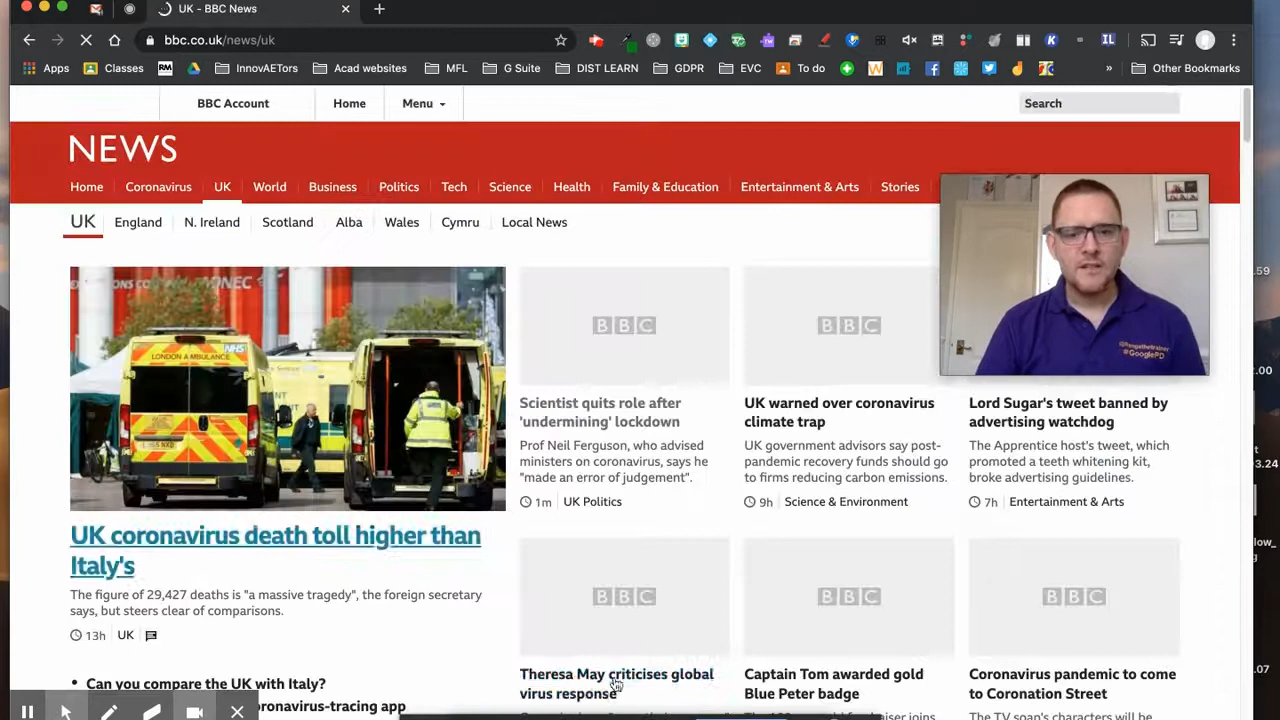 UK - BBC News
bbc.co.uk/news/uk
Apps Classes RM InnovAETors Acad websites MFL G Suite DIST LEARN GDPR EVC To do » Other Bookmarks
BBC Account Home Menu Search
NEWS
Home Coronavirus UK World Business Politics Tech Science Health Family & Education Entertainment & Arts Stories
UK England N. Ireland Scotland Alba Wales Cymru Local News
LONDON AMBULANCE NHS
BBC BBC
@Googlepd
UK coronavirus death toll higher than
Italy's
The figure of 29,427 deaths is "a massive tragedy", the foreign secretary
says, but steers clear of comparisons.
13h UK
Can you compare the UK with Italy?
oronavirus-tracing app
Scientist quits role after
'undermining' lockdown
Prof Neil Ferguson, who advised
ministers on coronavirus, says he
"made an error of judgement".
1m UK Politics
UK warned over coronavirus
climate trap
UK government advisors say post-
pandemic recovery funds should go
to firms reducing carbon emissions.
9h Science & Environment
Lord Sugar's tweet banned by
advertising watchdog
The Apprentice host's tweet, which
promoted a teeth whitening kit,
broke advertising guidelines.
7h Entertainment & Arts
BBC BBC BBC
Theresa May criticises global
virus response
Captain Tom awarded gold
Blue Peter badge
Coronavirus pandemic to come
to Coronation Street